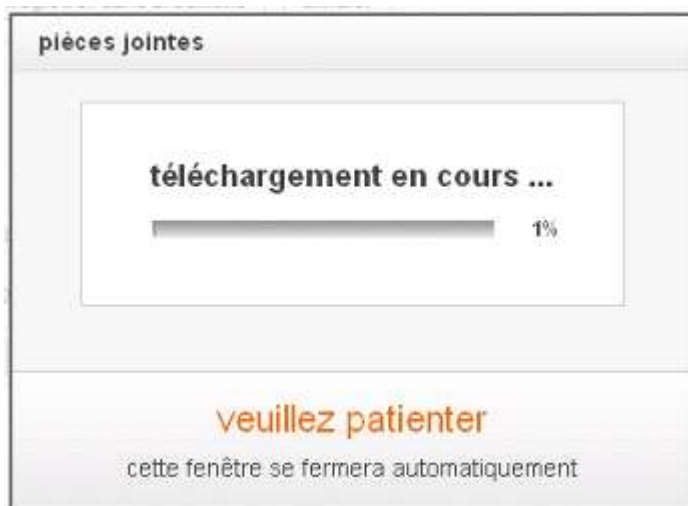 pièces jointes
téléchargement en cours ...
1%
veuillez patienter
cette fenêtre se fermera automatiquement